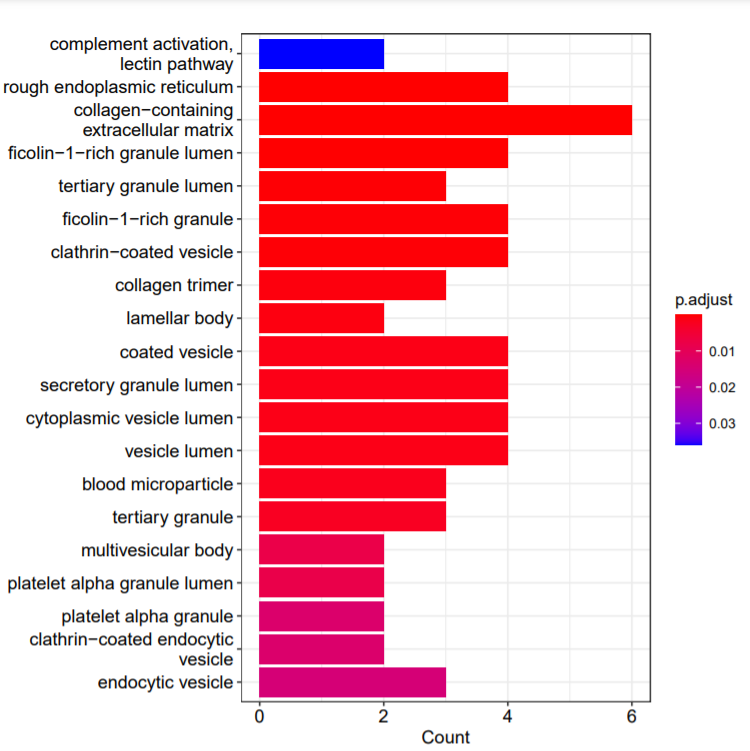 complement activation,
lectin pathway
rough endoplasmic reticulum
collagen−containing
extracellular matrix
ficolin−1−rich granule lumen
tertiary granule lumen
ficolin−1−rich granule
clathrin−coated vesicle
collagen trimer
lamellar body
coated vesicle
secretory granule lumen
cytoplasmic vesicle lumen
vesicle lumen
blood microparticle
tertiary granule
multivesicular body
platelet alpha granule lumen
platelet alpha granule
clathrin−coated endocytic
vesicle
endocytic vesicle
0 2 4 6
Count
p.adjust
0.01
0.02
0.03